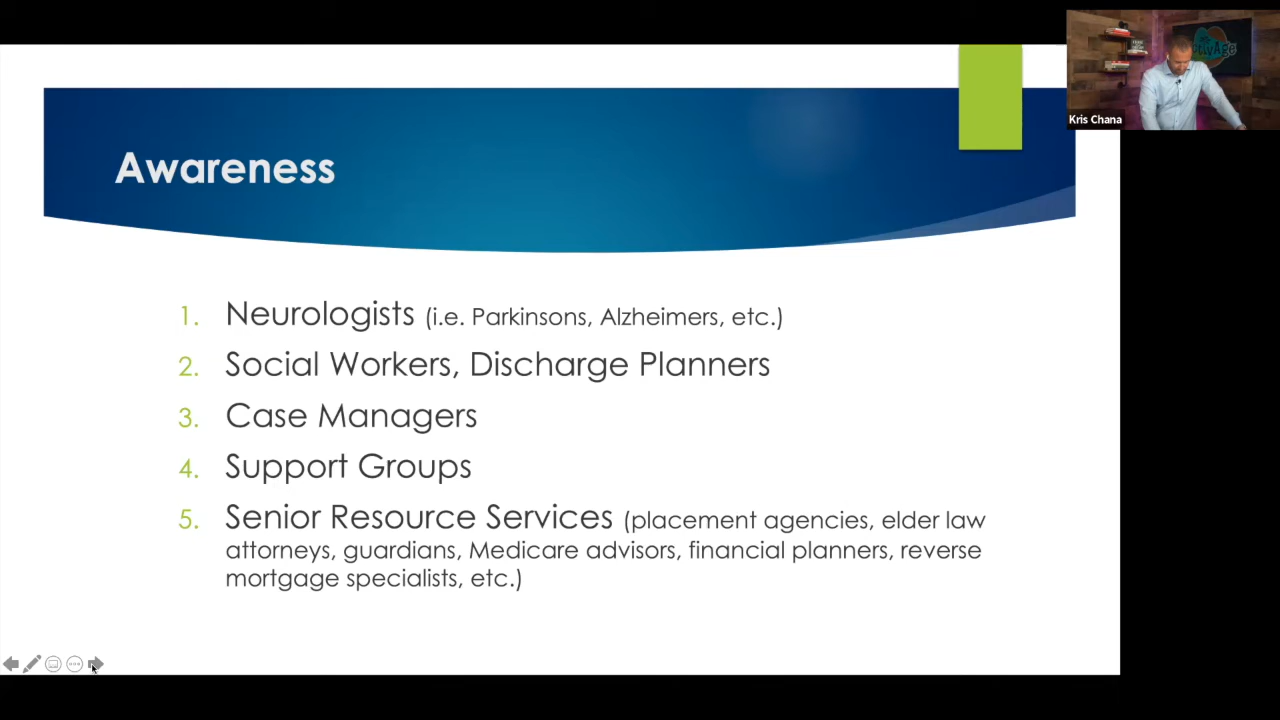 Awareness
1. Neurologists (i.e. Parkinsons, Alzheimers, etc.)
2. Social Workers, Discharge Planners
3. Case Managers
4. Support Groups
5. Senior Resource Services (placement agencies, elder law
attorneys, guardians, Medicare advisors, financial planners, reverse
mortgage specialists, etc.)
Kris Chana